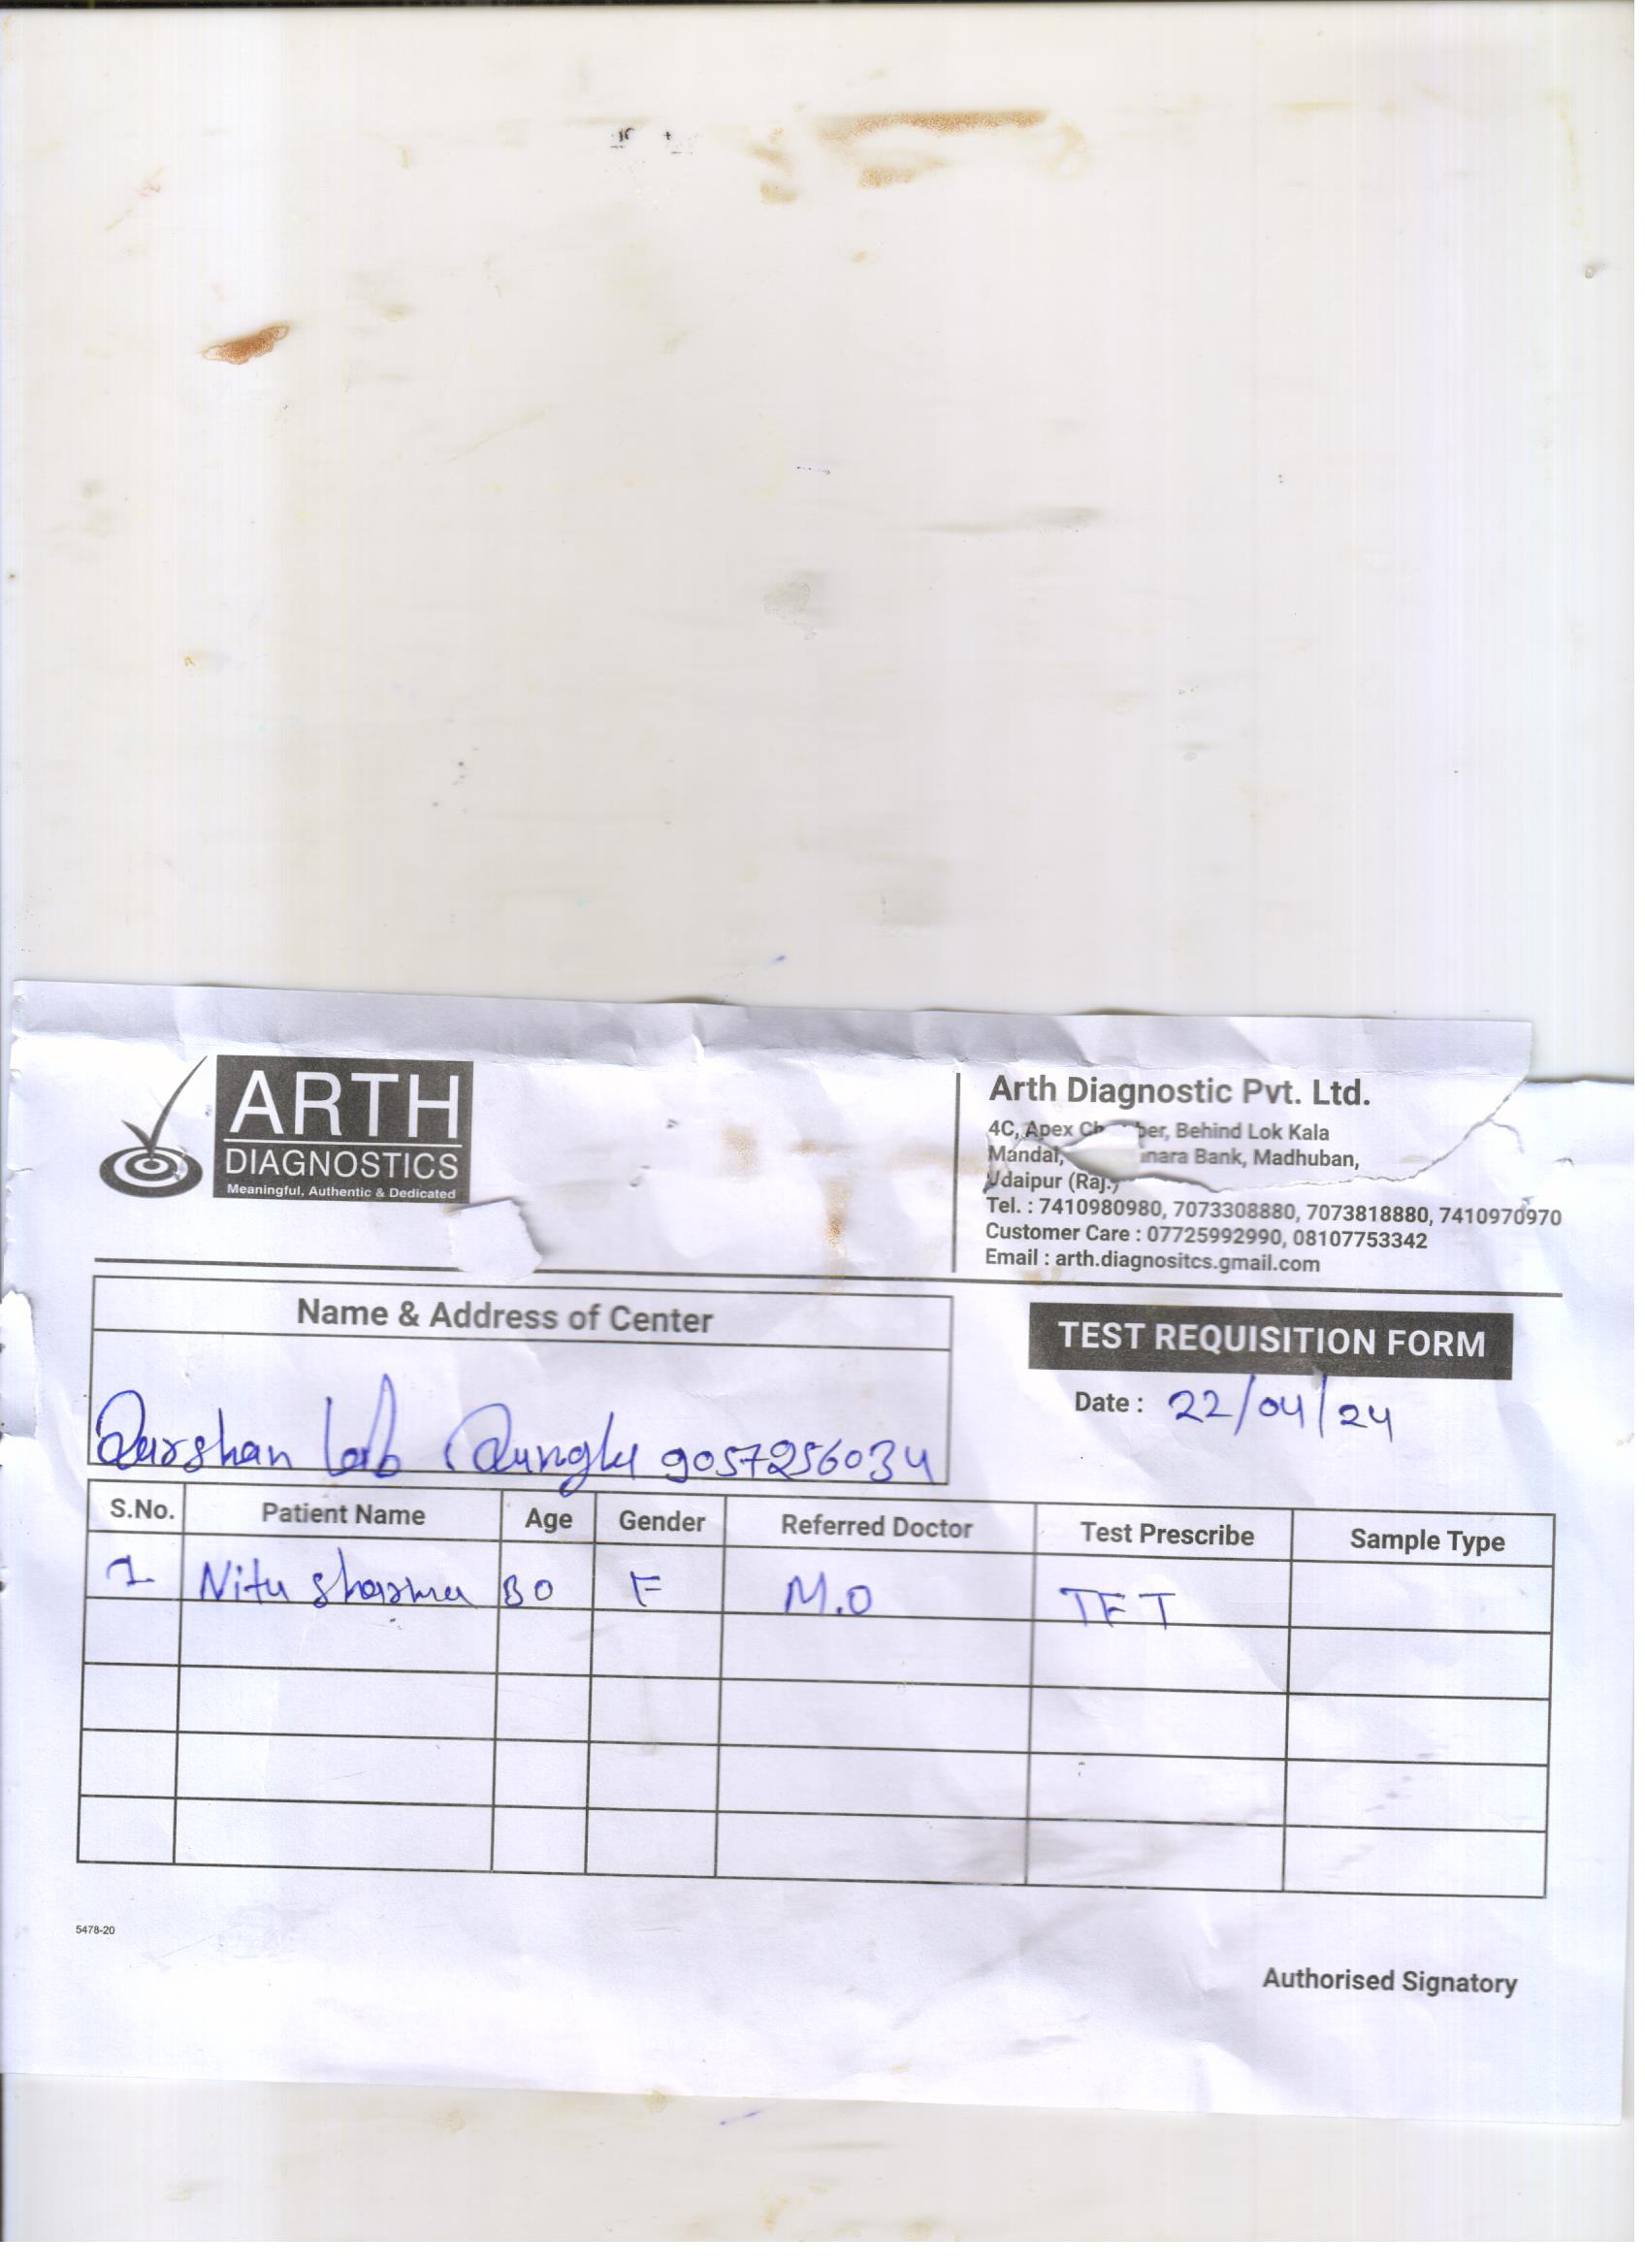 ARTH
DIAGNOSTICS
Meaningful, Authentic & Dedicated
Arth Diagnostic Pvt. Ltd.
4C, Apex Ch ber, Behind Lok Kala
Mandal, nara Bank, Madhuban,
Udaipur (Raj.)
Tel. : 7410980980, 7073308880, 7073818880, 7410970970
Customer Care : 07725992990, 08107753342
Email : arth.diagnositcs.gmail.com
Name & Address of Center
Darshan lab 9057256034
TEST REQUISITION FORM
Date : 22/04/24
S.No. Patient Name Age Gender Referred Doctor Test Prescribe Sample Type
1 Nitu Sharma 30 F M.O TFT
5478-20
Authorised Signatory